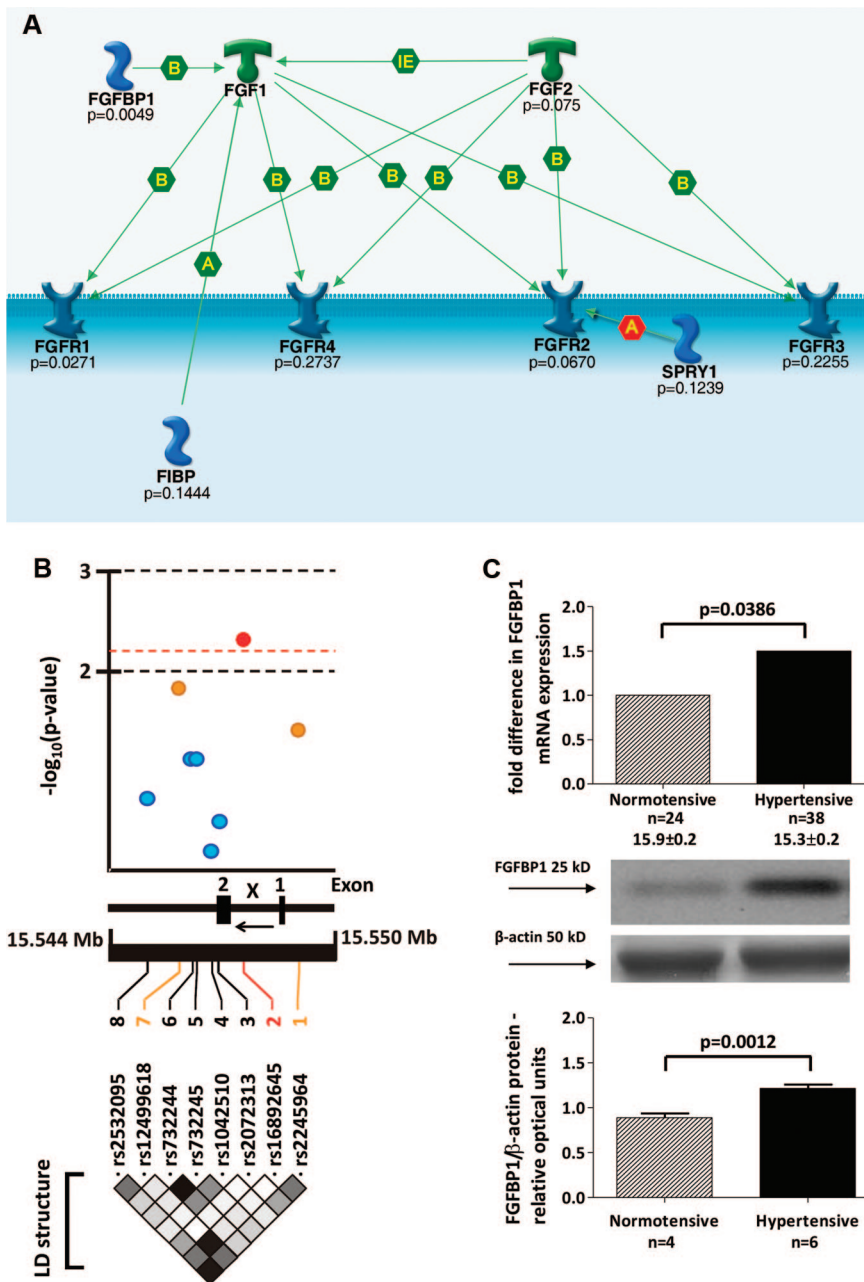 A
B
IE
FGFBP1
p=0.0049
FGF1
FGF2
p=0.075
B
B
B
B
B
B
B
B
A
A
FGFR1
p=0.0271
FGFR4
p=0.2737
FGFR2
p=0.0670
SPRY1
p=0.1239
FGFR3
p=0.2255
FIBP
p=0.1444
B
3
2
-log10(p-value)
2 X 1 Exon
15.544 Mb 15.550 Mb
8 7 6 5 4 3 2 1
rs2532095
rs12499618
rs732244
rs732245
rs1042510
rs2072313
rs16892645
rs2245964
LD structure
C
fold difference in FGFBP1
mRNA expression
2.0
1.5
1.0
0.5
0.0
p=0.0386
Normotensive Hypertensive
n=24 n=38
15.9±0.2 15.3±0.2
FGFBP1 25 kD
β-actin 50 kD
FGFBP1/β-actin protein -
relative optical units
2.0
1.5
1.0
0.5
0.0
p=0.0012
Normotensive Hypertensive
n=4 n=6